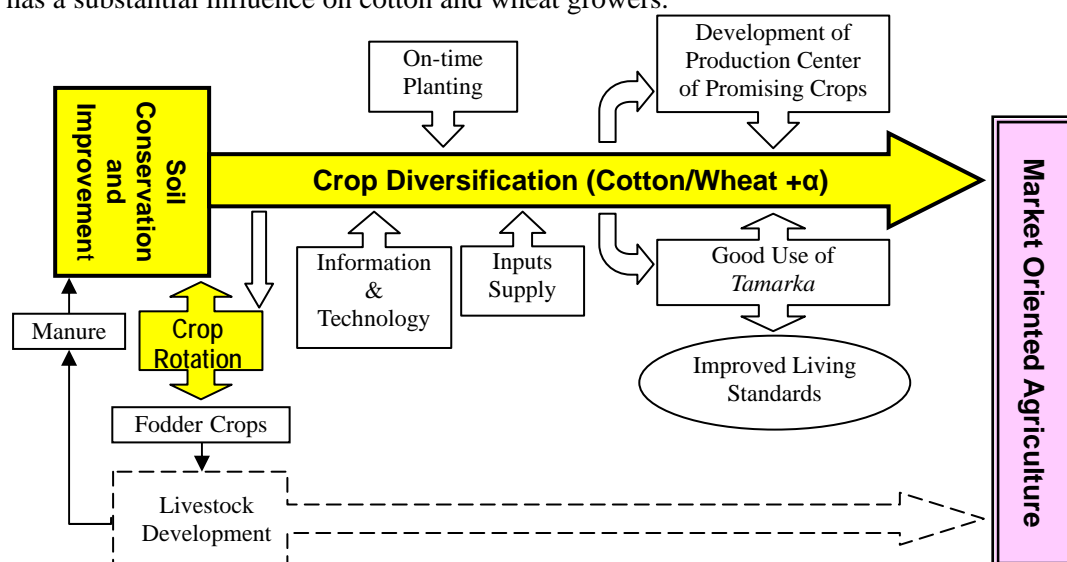 has a substantial influence on cotton and wheat growers.
On-time
Planting
Development of
Production Center
of Promising Crops
Soil
Conservation
and
Improvement
Crop Diversification (Cotton/Wheat +α)
Market Oriented Agriculture
Information
&
Technology
Inputs
Supply
Good Use of
Tamarka
Manure
Crop
Rotation
Improved Living
Standards
Fodder Crops
Livestock
Development